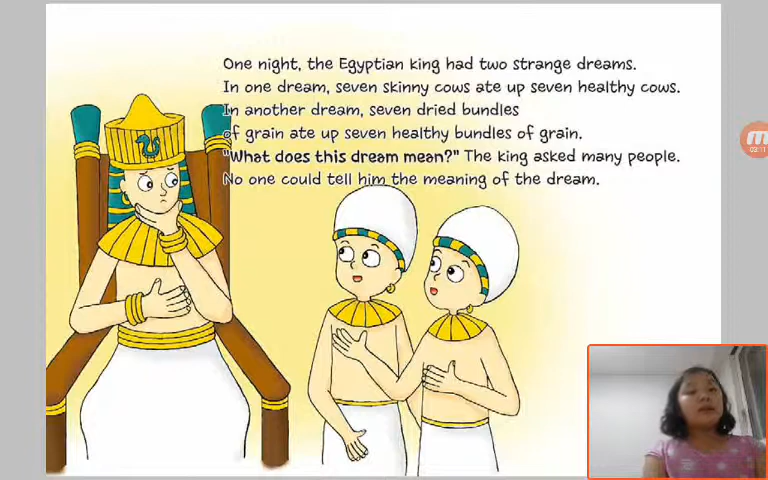 One night, the Egyptian king had two strange dreams.
In one dream, seven skinny cows ate up seven healthy cows.
In another dream, seven dried bundles
of grain ate up seven healthy bundles of grain.
"What does this dream mean?" The king asked many people.
No one could tell him the meaning of the dream.
03:11